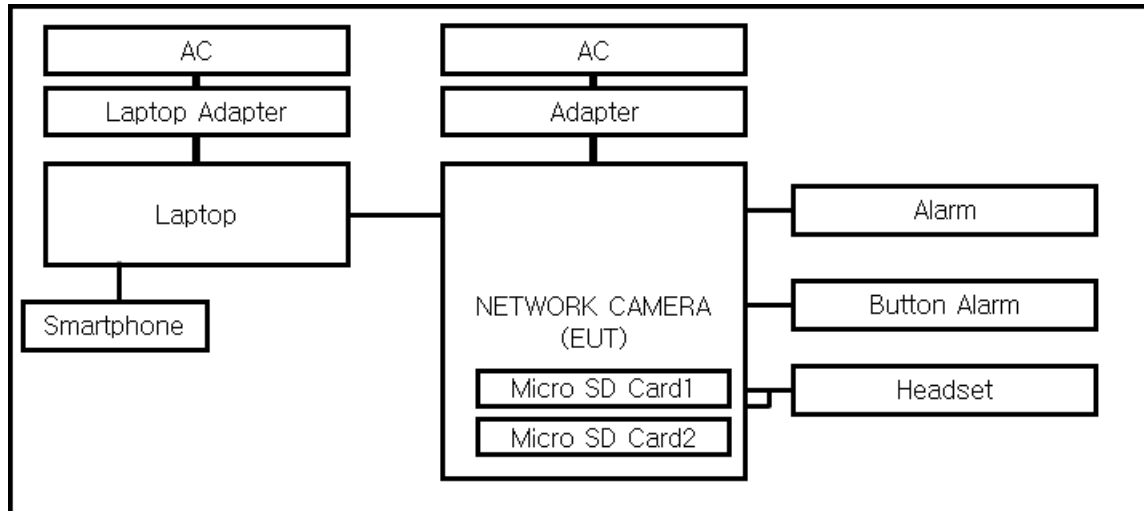 AC
AC
Laptop Adapter
Adapter
Laptop
Alarm
NETWORK CAMERA
(EUT)
Button Alarm
Smartphone
Micro SD Card1
Headset
Micro SD Card2